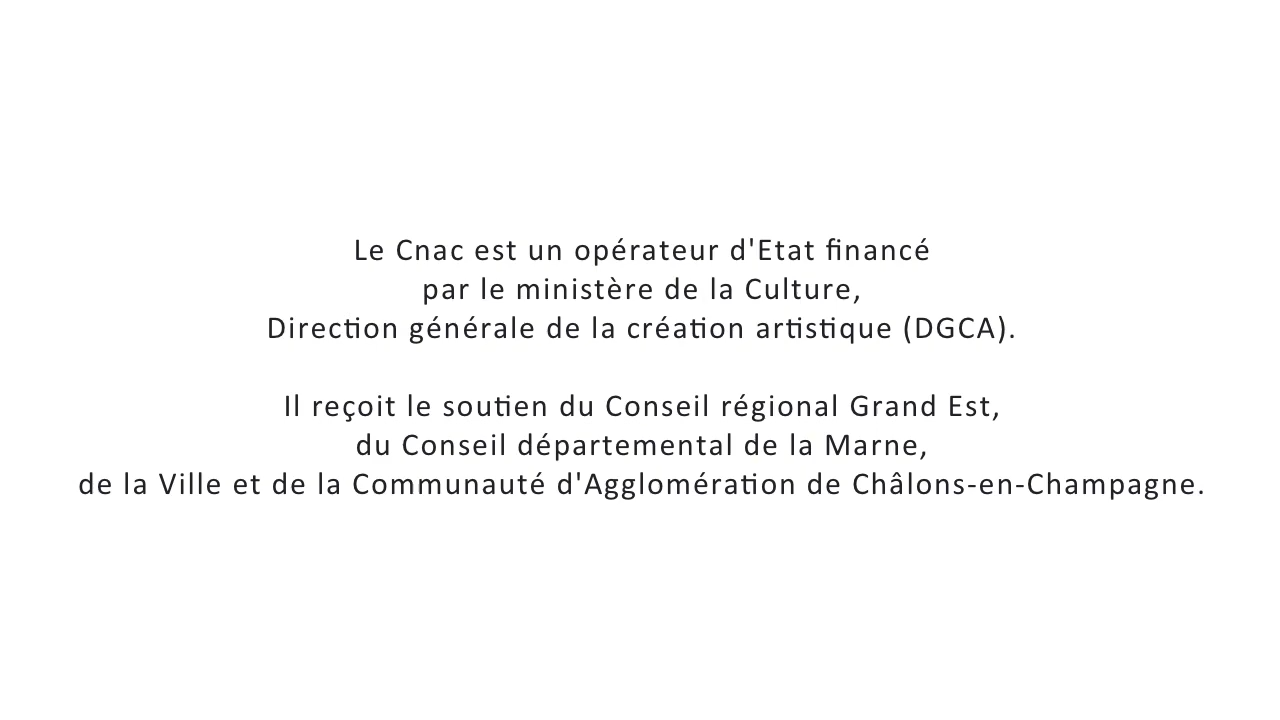 Le Cnac est un opérateur d'Etat financé
par le ministère de la Culture,
Direction générale de la création artistique (DGCA).
Il reçoit le soutien du Conseil régional Grand Est,
du Conseil départemental de la Marne,
de la Ville et de la Communauté d'Agglomération de Châlons-en-Champagne.